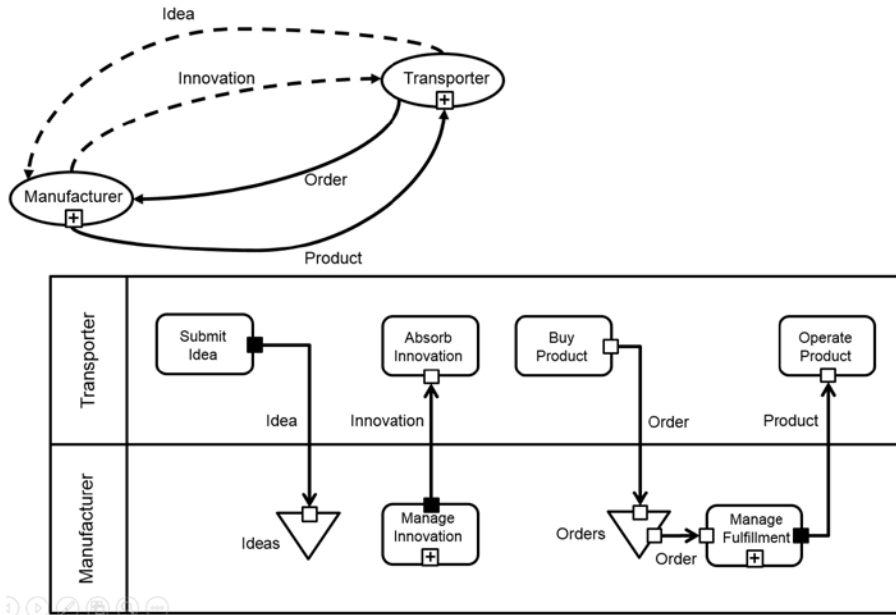 Idea
Innovation
Transporter
Manufacturer
Order
Product
Transporter
Submit
Idea
Absorb
Innovation
Buy
Product
Operate
Product
Idea
Innovation
Order
Product
Manufacturer
Ideas
Manage
Innovation
Orders
Order
Manage
Fulfillment